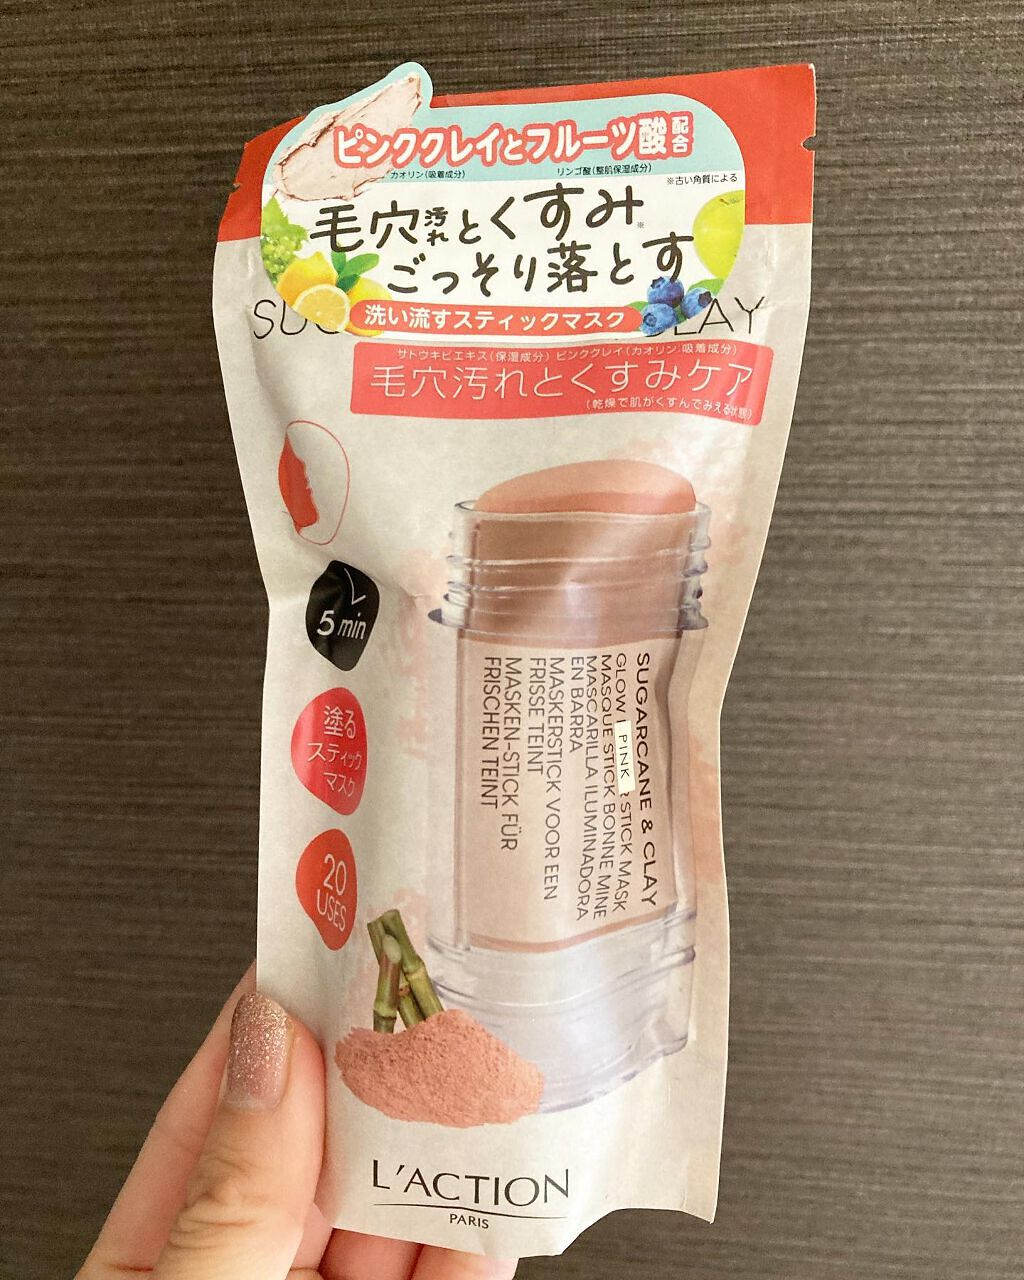 ピンククレイとフルーツ酸配合
カオリン(吸着成分)
リンゴ酸(整肌保湿成分)
※古い角質による
毛穴汚れとくすみ※
ごっそり落とす
洗い流すスティックマスク
CLAY
サトウキビエキス(保湿成分) ピンククレイ(カオリン:吸着成分)
毛穴汚れとくすみケア
(乾燥で肌がくすんでみえる状態)
5 min
塗る
スティック
マスク
20
USES
SUGARCANE & CLAY
GLOW PINK STICK MASK
MASQUE STICK BONNE MINE
MASCARILLA ILUMINADORA
EN BARRA
MASKERSTICK VOOR EEN
FRISSE TEINT
MASKEN-STICK FÜR
FRISCHEN TEINT
L'ACTION
PARIS